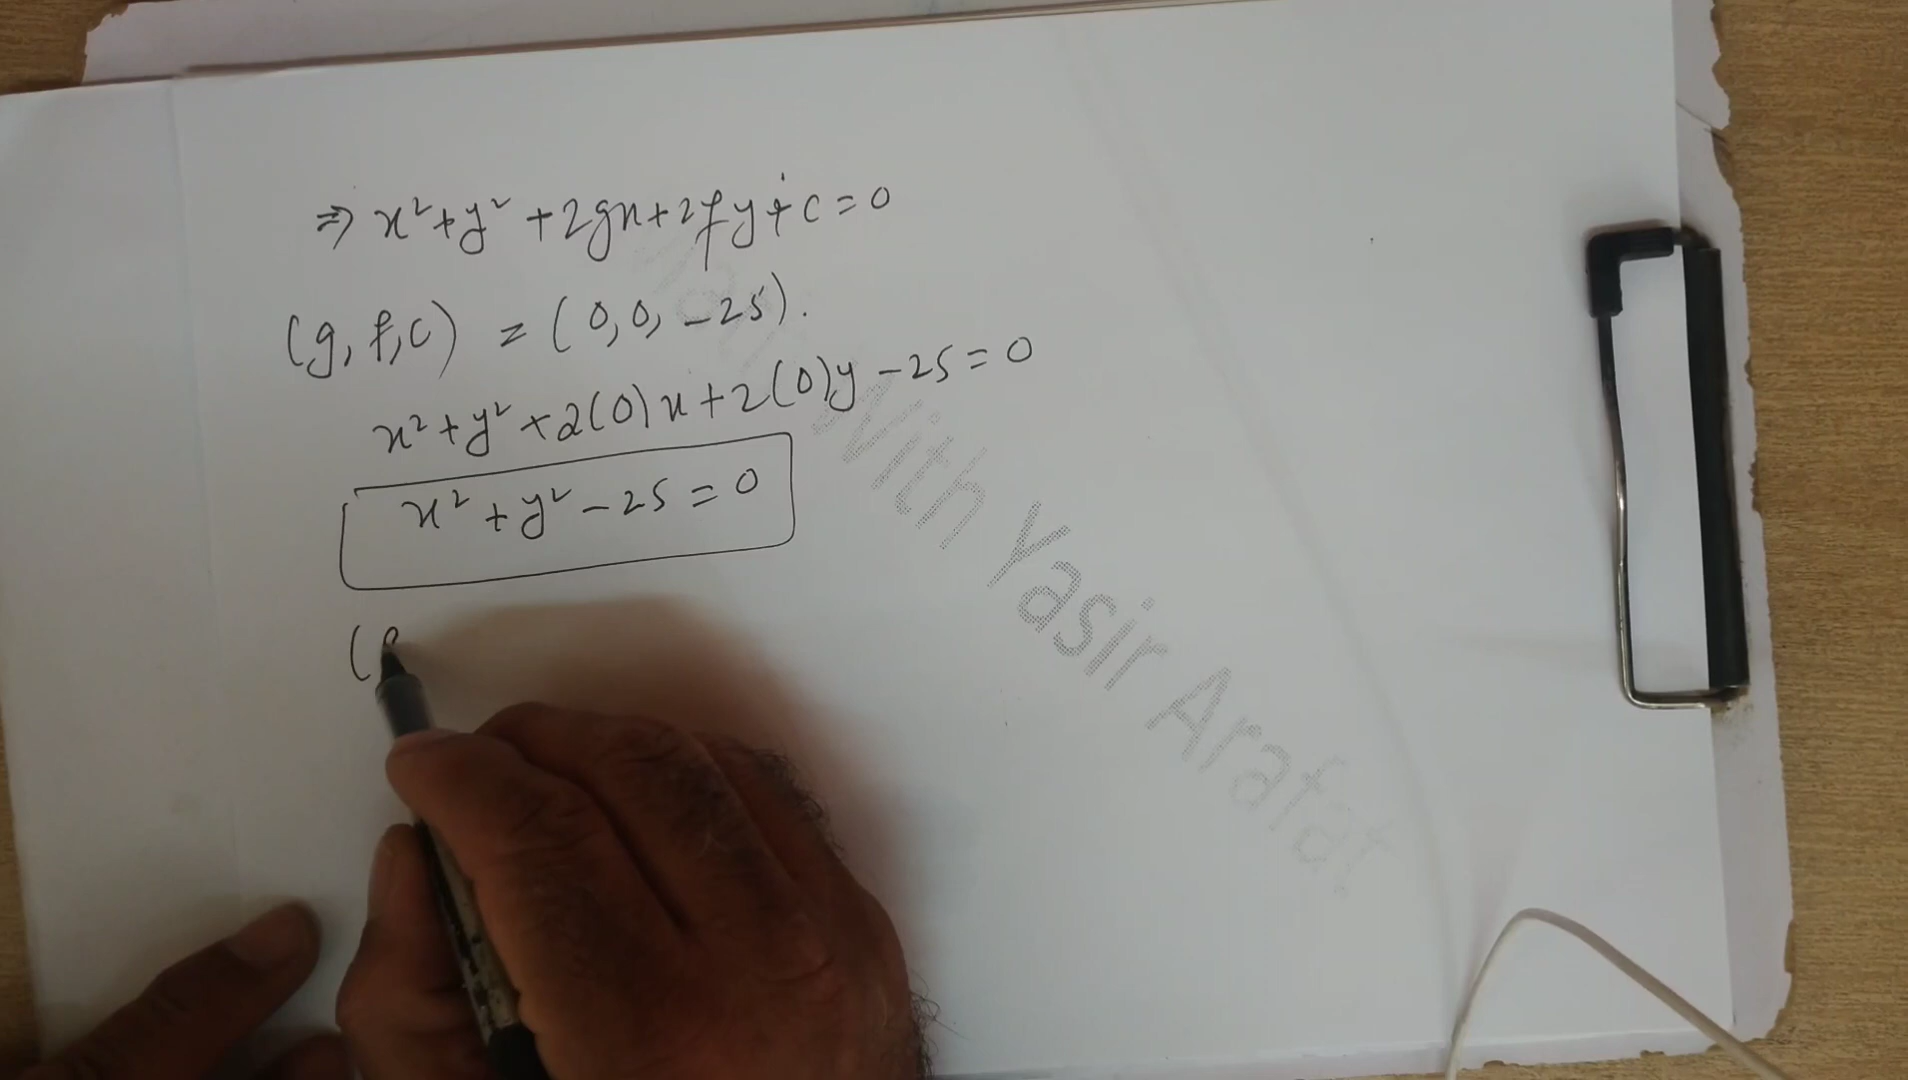 ⇒ x² + y² + 2gx + 2fy + c = 0
(g, f, c) = (0, 0, -25).
x² + y² + 2(0)x + 2(0)y - 25 = 0
x² + y² - 25 = 0
(
With Yasir Arafat